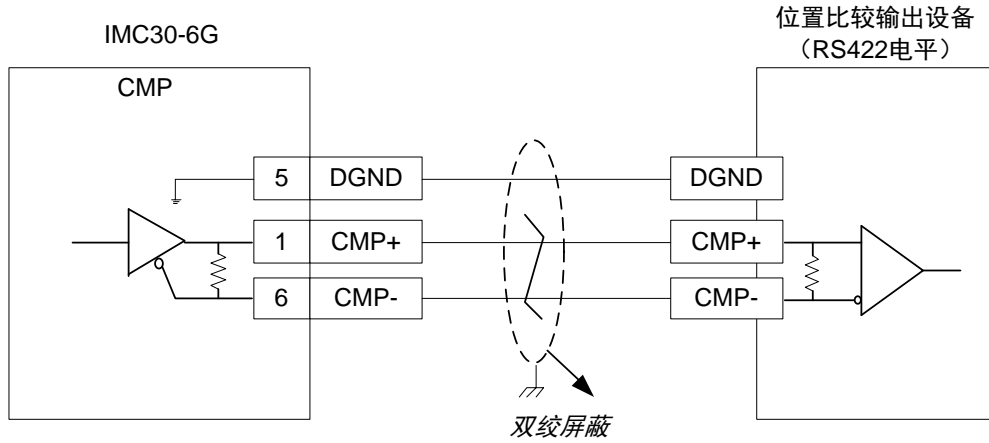 IMC30-6G
位置比较输出设备
（RS422电平）
CMP
5 DGND DGND
1 CMP+ CMP+
6 CMP- CMP-
双绞屏蔽